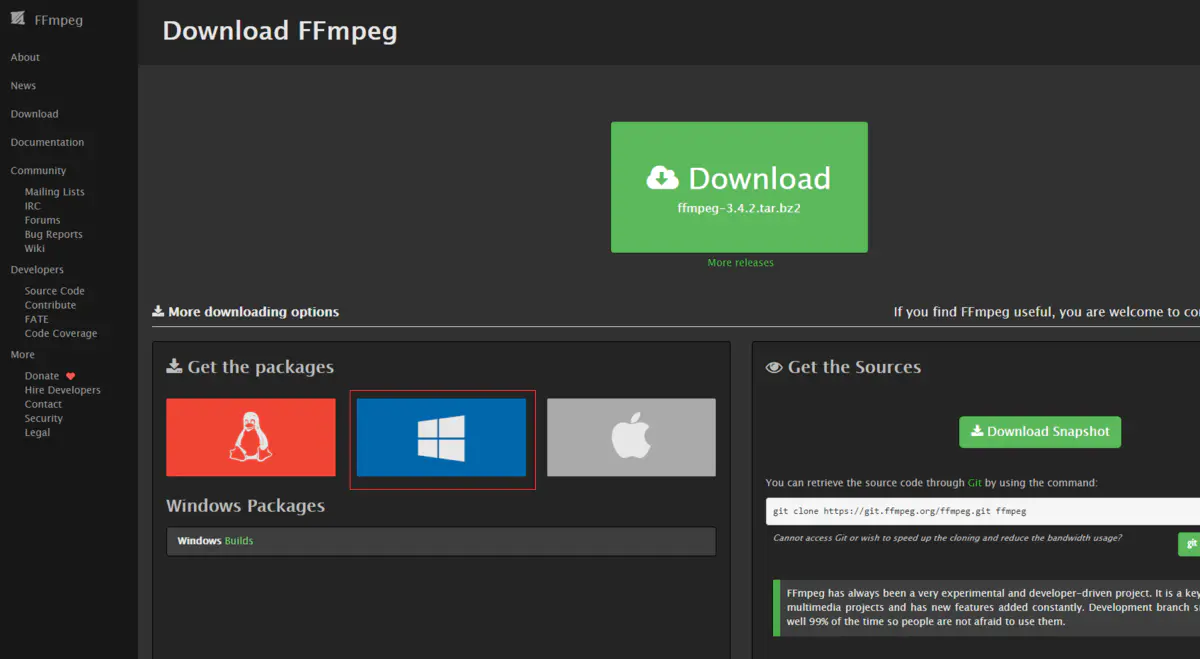 FFmpeg
About
News
Download
Documentation
Community
Mailing Lists
IRC
Forums
Bug Reports
Wiki
Developers
Source Code
Contribute
FATE
Code Coverage
More
Donate
Hire Developers
Contact
Security
Legal
Download FFmpeg
Download
ffmpeg-3.4.2.tar.bz2
More releases
More downloading options
If you find FFmpeg useful, you are welcome to co
Get the packages
Windows Packages
Windows Builds
Get the Sources
Download Snapshot
You can retrieve the source code through Git by using the command:
git clone https://git.ffmpeg.org/ffmpeg.git ffmpeg
Cannot access Git or wish to speed up the cloning and reduce the bandwidth usage?
git
FFmpeg has always been a very experimental and developer-driven project. It is a key
multimedia projects and has new features added constantly. Development branch s
well 99% of the time so people are not afraid to use them.